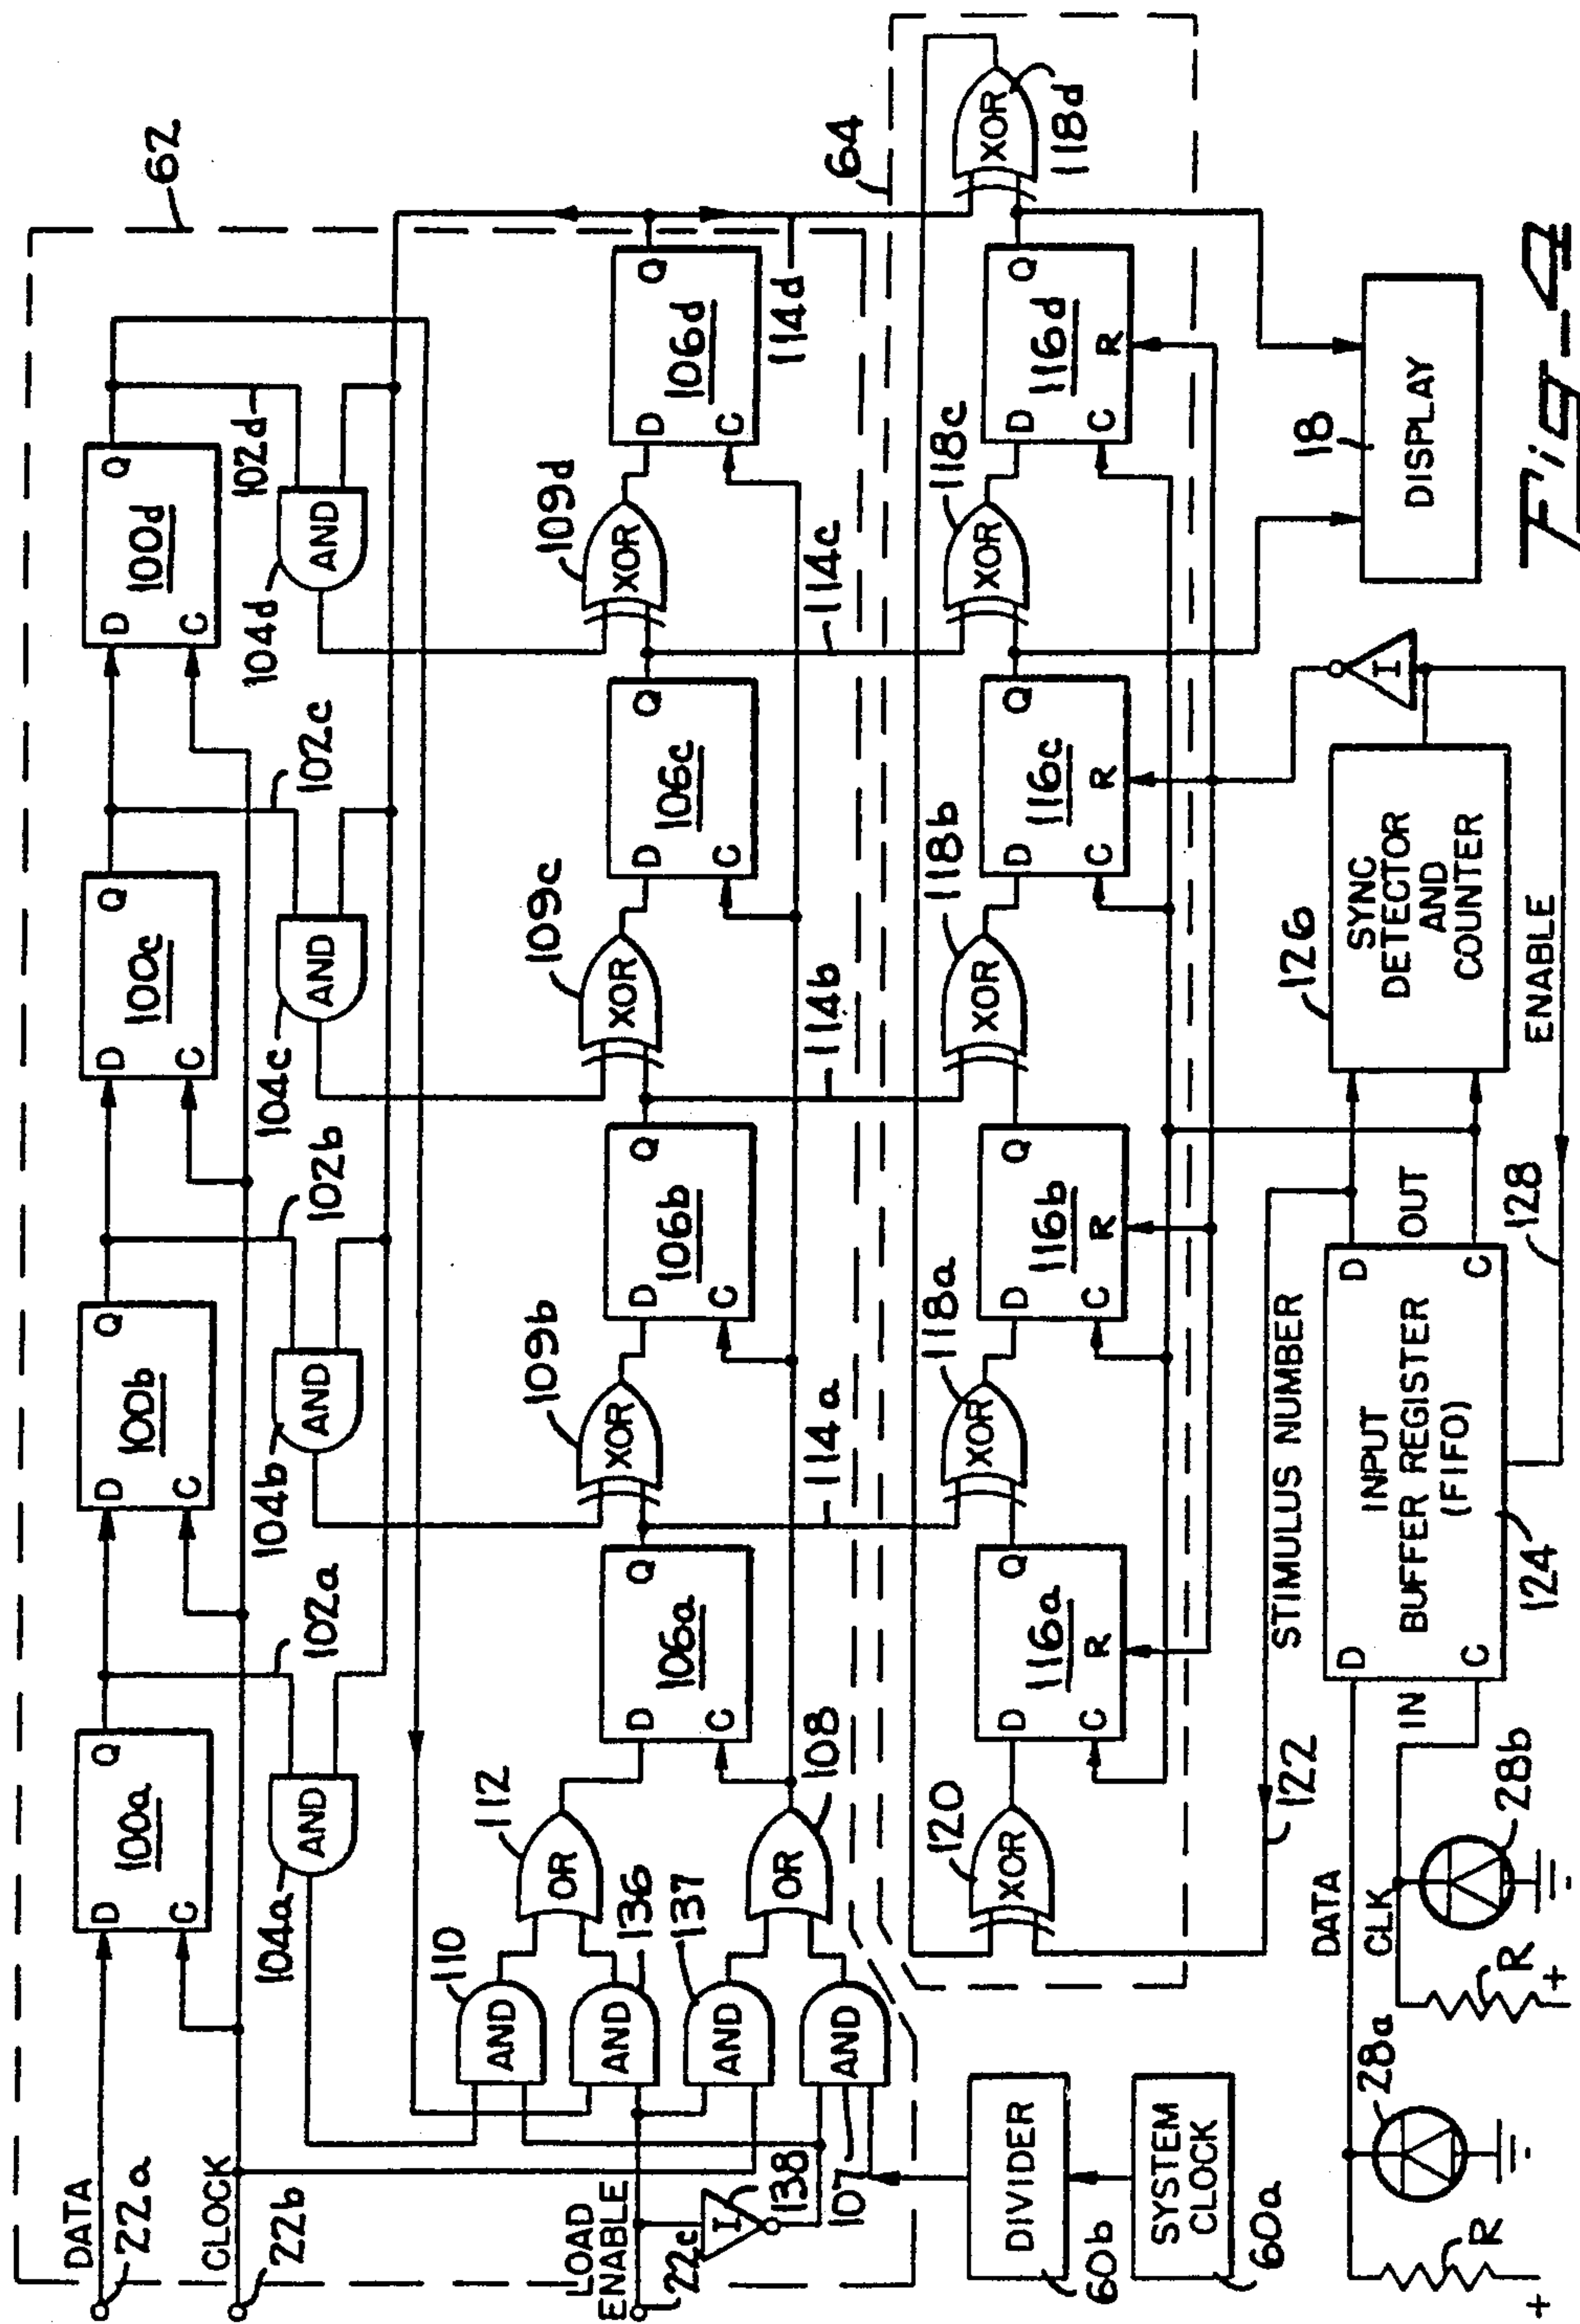 62
DATA
22a
D
Q
100a
C
102a
D
Q
100b
C
102b
D
Q
100c
C
102c
D
Q
100d
C
102d
CLOCK
22b
104a
AND
104b
AND
104c
AND
104d
AND
110
AND
112
OR
D
Q
106a
C
109b
XOR
D
Q
106b
C
109c
XOR
D
Q
106c
C
109d
XOR
D
Q
106d
C
LOAD
ENABLE
22c
I
138
AND
136
137
AND
AND
107
OR
108
114a
114b
114c
114d
64
DIVIDER
60b
SYSTEM
CLOCK
60a
120
XOR
D
Q
116a
R
C
118a
XOR
D
Q
116b
R
C
118b
XOR
D
Q
116c
R
C
118c
XOR
D
Q
116d
R
C
XOR
118d
122
STIMULUS NUMBER
R
+
28a
DATA
CLK
R
+
28b
D
IN
C
INPUT
BUFFER REGISTER
(FIFO)
124
D
OUT
C
128
ENABLE
126
SYNC
DETECTOR
AND
COUNTER
I
18
DISPLAY
Fig-4